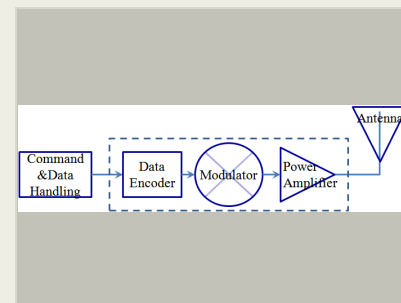 Antenna
Command
&Data
Handling
Data
Encoder
Modulator
Power
Amplifier